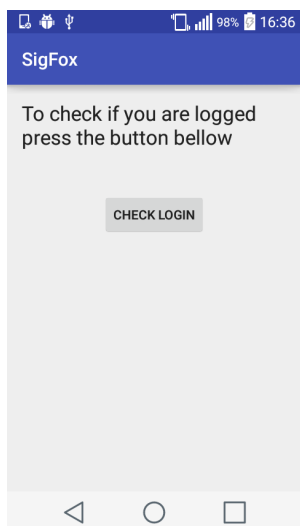 98% 16:36
SigFox
To check if you are logged
press the button bellow
CHECK LOGIN